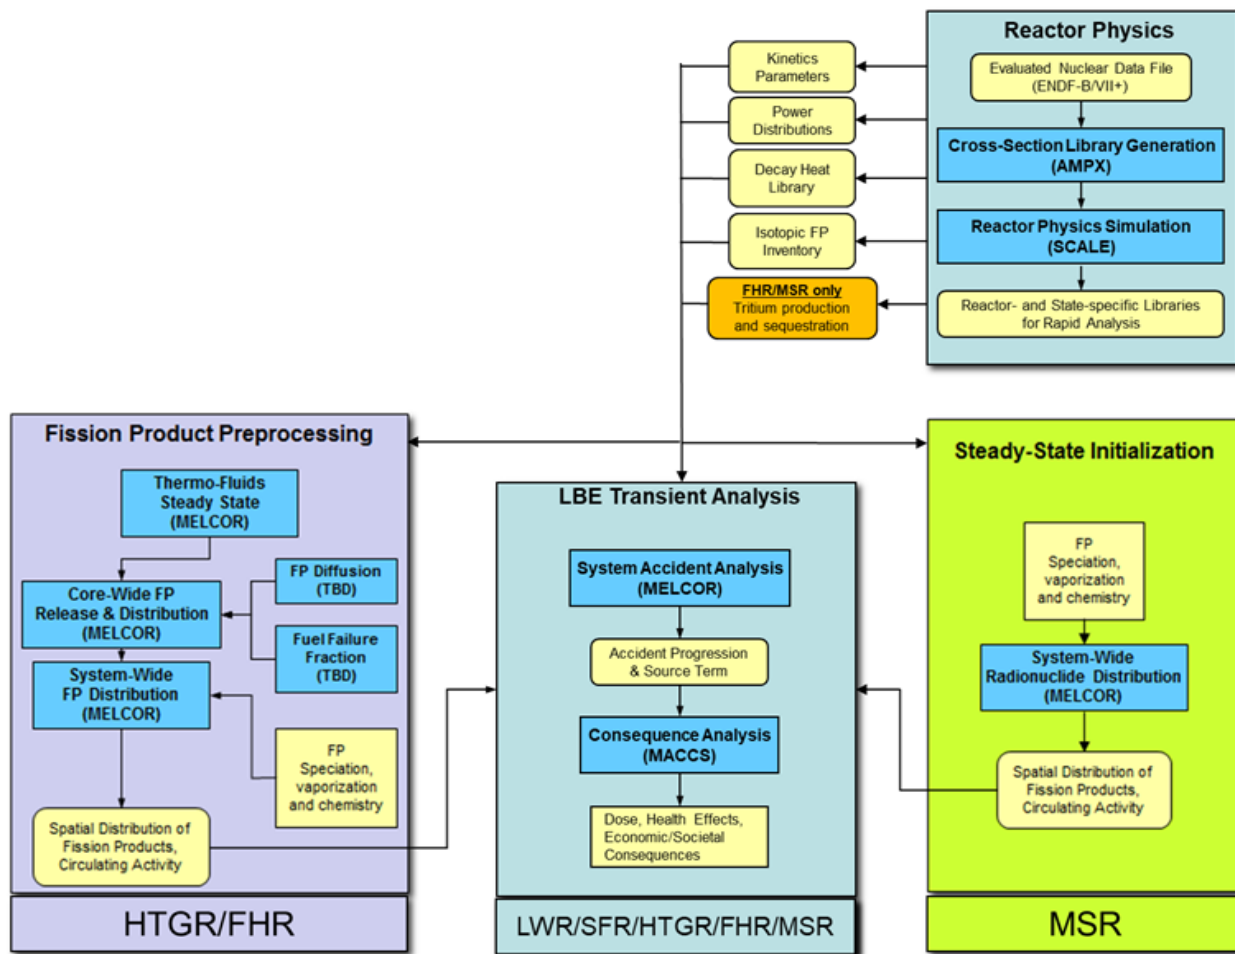 Reactor Physics
Evaluated Nuclear Data File
(ENDF-B/VII+)
Cross-Section Library Generation
(AMPX)
Reactor Physics Simulation
(SCALE)
Reactor- and State-specific Libraries
for Rapid Analysis
Kinetics
Parameters
Power
Distributions
Decay Heat
Library
Isotopic FP
Inventory
FHR/MSR only
Tritium production
and sequestration
Fission Product Preprocessing
Thermo-Fluids
Steady State
(MELCOR)
Core-Wide FP
Release & Distribution
(MELCOR)
FP Diffusion
(TBD)
Fuel Failure
Fraction
(TBD)
System-Wide
FP Distribution
(MELCOR)
FP
Speciation,
vaporization
and chemistry
Spatial Distribution of
Fission Products,
Circulating Activity
HTGR/FHR
LBE Transient Analysis
System Accident Analysis
(MELCOR)
Accident Progression
& Source Term
Consequence Analysis
(MACCS)
Dose, Health Effects,
Economic/Societal
Consequences
LWR/SFR/HTGR/FHR/MSR
Steady-State Initialization
FP
Speciation,
vaporization
and chemistry
System-Wide
Radionuclide Distribution
(MELCOR)
Spatial Distribution of
Fission Products,
Circulating Activity
MSR